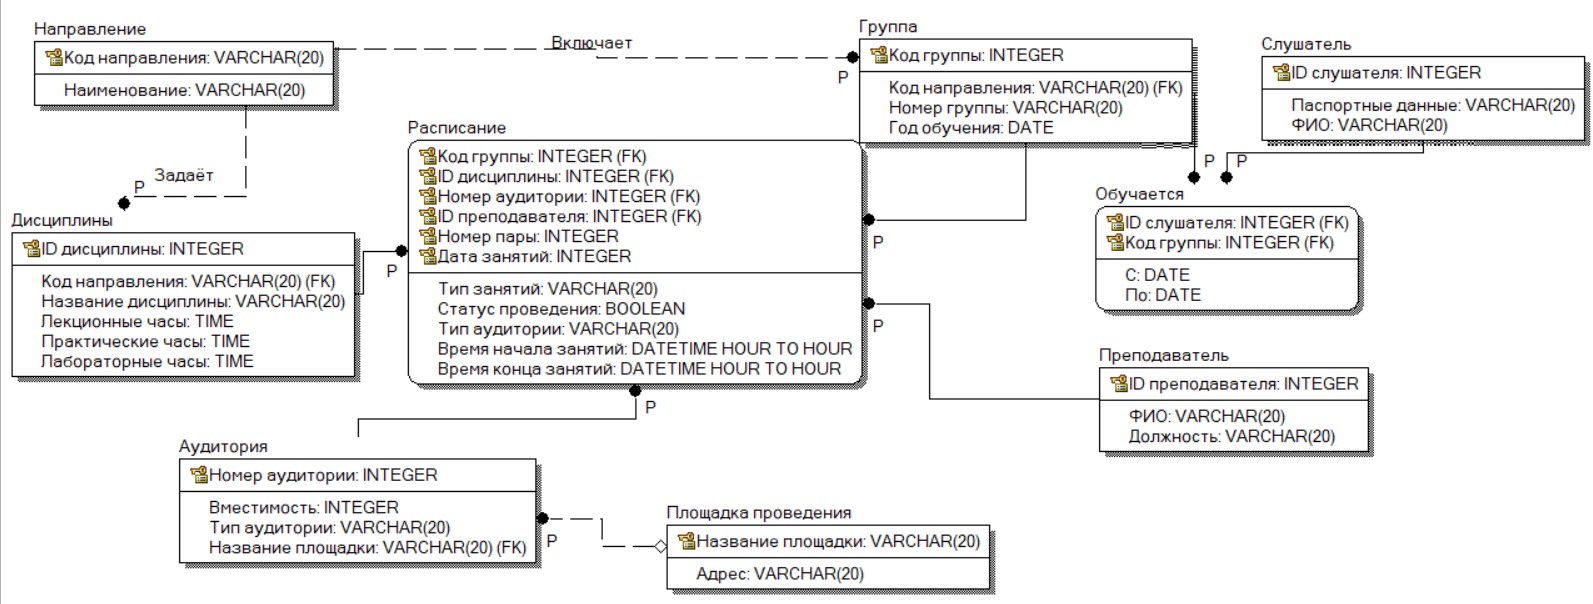 Направление
Код направления: VARCHAR(20)
Наименование: VARCHAR(20)
Включает
P
Группа
Код группы: INTEGER
Код направления: VARCHAR(20) (FK)
Номер группы: VARCHAR(20)
Год обучения: DATE
Слушатель
ID слушателя: INTEGER
Паспортные данные: VARCHAR(20)
ФИО: VARCHAR(20)
Задаёт
P
Расписание
Код группы: INTEGER (FK)
ID дисциплины: INTEGER (FK)
Номер аудитории: INTEGER (FK)
ID преподавателя: INTEGER (FK)
Номер пары: INTEGER
Дата занятий: INTEGER
Тип занятий: VARCHAR(20)
Статус проведения: BOOLEAN
Тип аудитории: VARCHAR(20)
Время начала занятий: DATETIME HOUR TO HOUR
Время конца занятий: DATETIME HOUR TO HOUR
P
P
P
P
P
P
Обучается
ID слушателя: INTEGER (FK)
Код группы: INTEGER (FK)
С: DATE
По: DATE
Дисциплины
ID дисциплины: INTEGER
Код направления: VARCHAR(20) (FK)
Название дисциплины: VARCHAR(20)
Лекционные часы: TIME
Практические часы: TIME
Лабораторные часы: TIME
Преподаватель
ID преподавателя: INTEGER
ФИО: VARCHAR(20)
Должность: VARCHAR(20)
Аудитория
Номер аудитории: INTEGER
Вместимость: INTEGER
Тип аудитории: VARCHAR(20)
Название площадки: VARCHAR(20) (FK)
P
Площадка проведения
Название площадки: VARCHAR(20)
Адрес: VARCHAR(20)